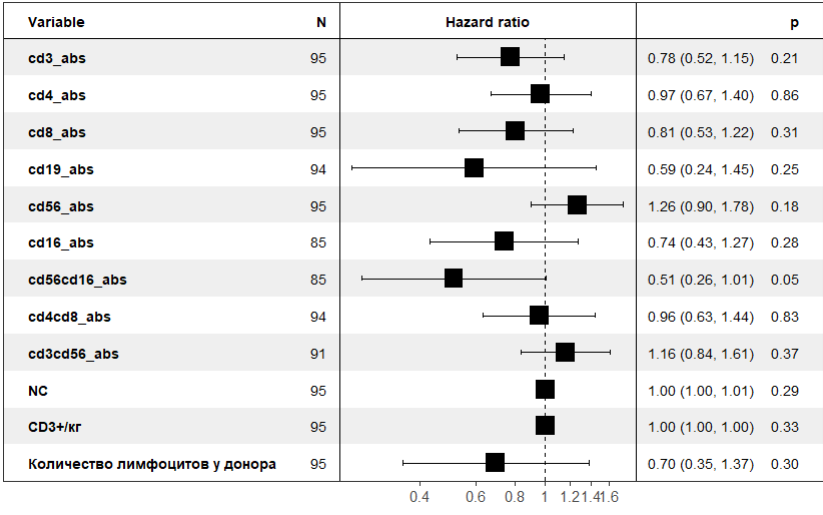 Variable N Hazard ratio p
cd3_abs 95 0.78 (0.52, 1.15) 0.21
cd4_abs 95 0.97 (0.67, 1.40) 0.86
cd8_abs 95 0.81 (0.53, 1.22) 0.31
cd19_abs 94 0.59 (0.24, 1.45) 0.25
cd56_abs 95 1.26 (0.90, 1.78) 0.18
cd16_abs 85 0.74 (0.43, 1.27) 0.28
cd56cd16_abs 85 0.51 (0.26, 1.01) 0.05
cd4cd8_abs 94 0.96 (0.63, 1.44) 0.83
cd3cd56_abs 91 1.16 (0.84, 1.61) 0.37
NC 95 1.00 (1.00, 1.01) 0.29
CD3+/кг 95 1.00 (1.00, 1.00) 0.33
Количество лимфоцитов у донора 95 0.70 (0.35, 1.37) 0.30
0.4 0.6 0.8 1 1.2 1.4 1.6